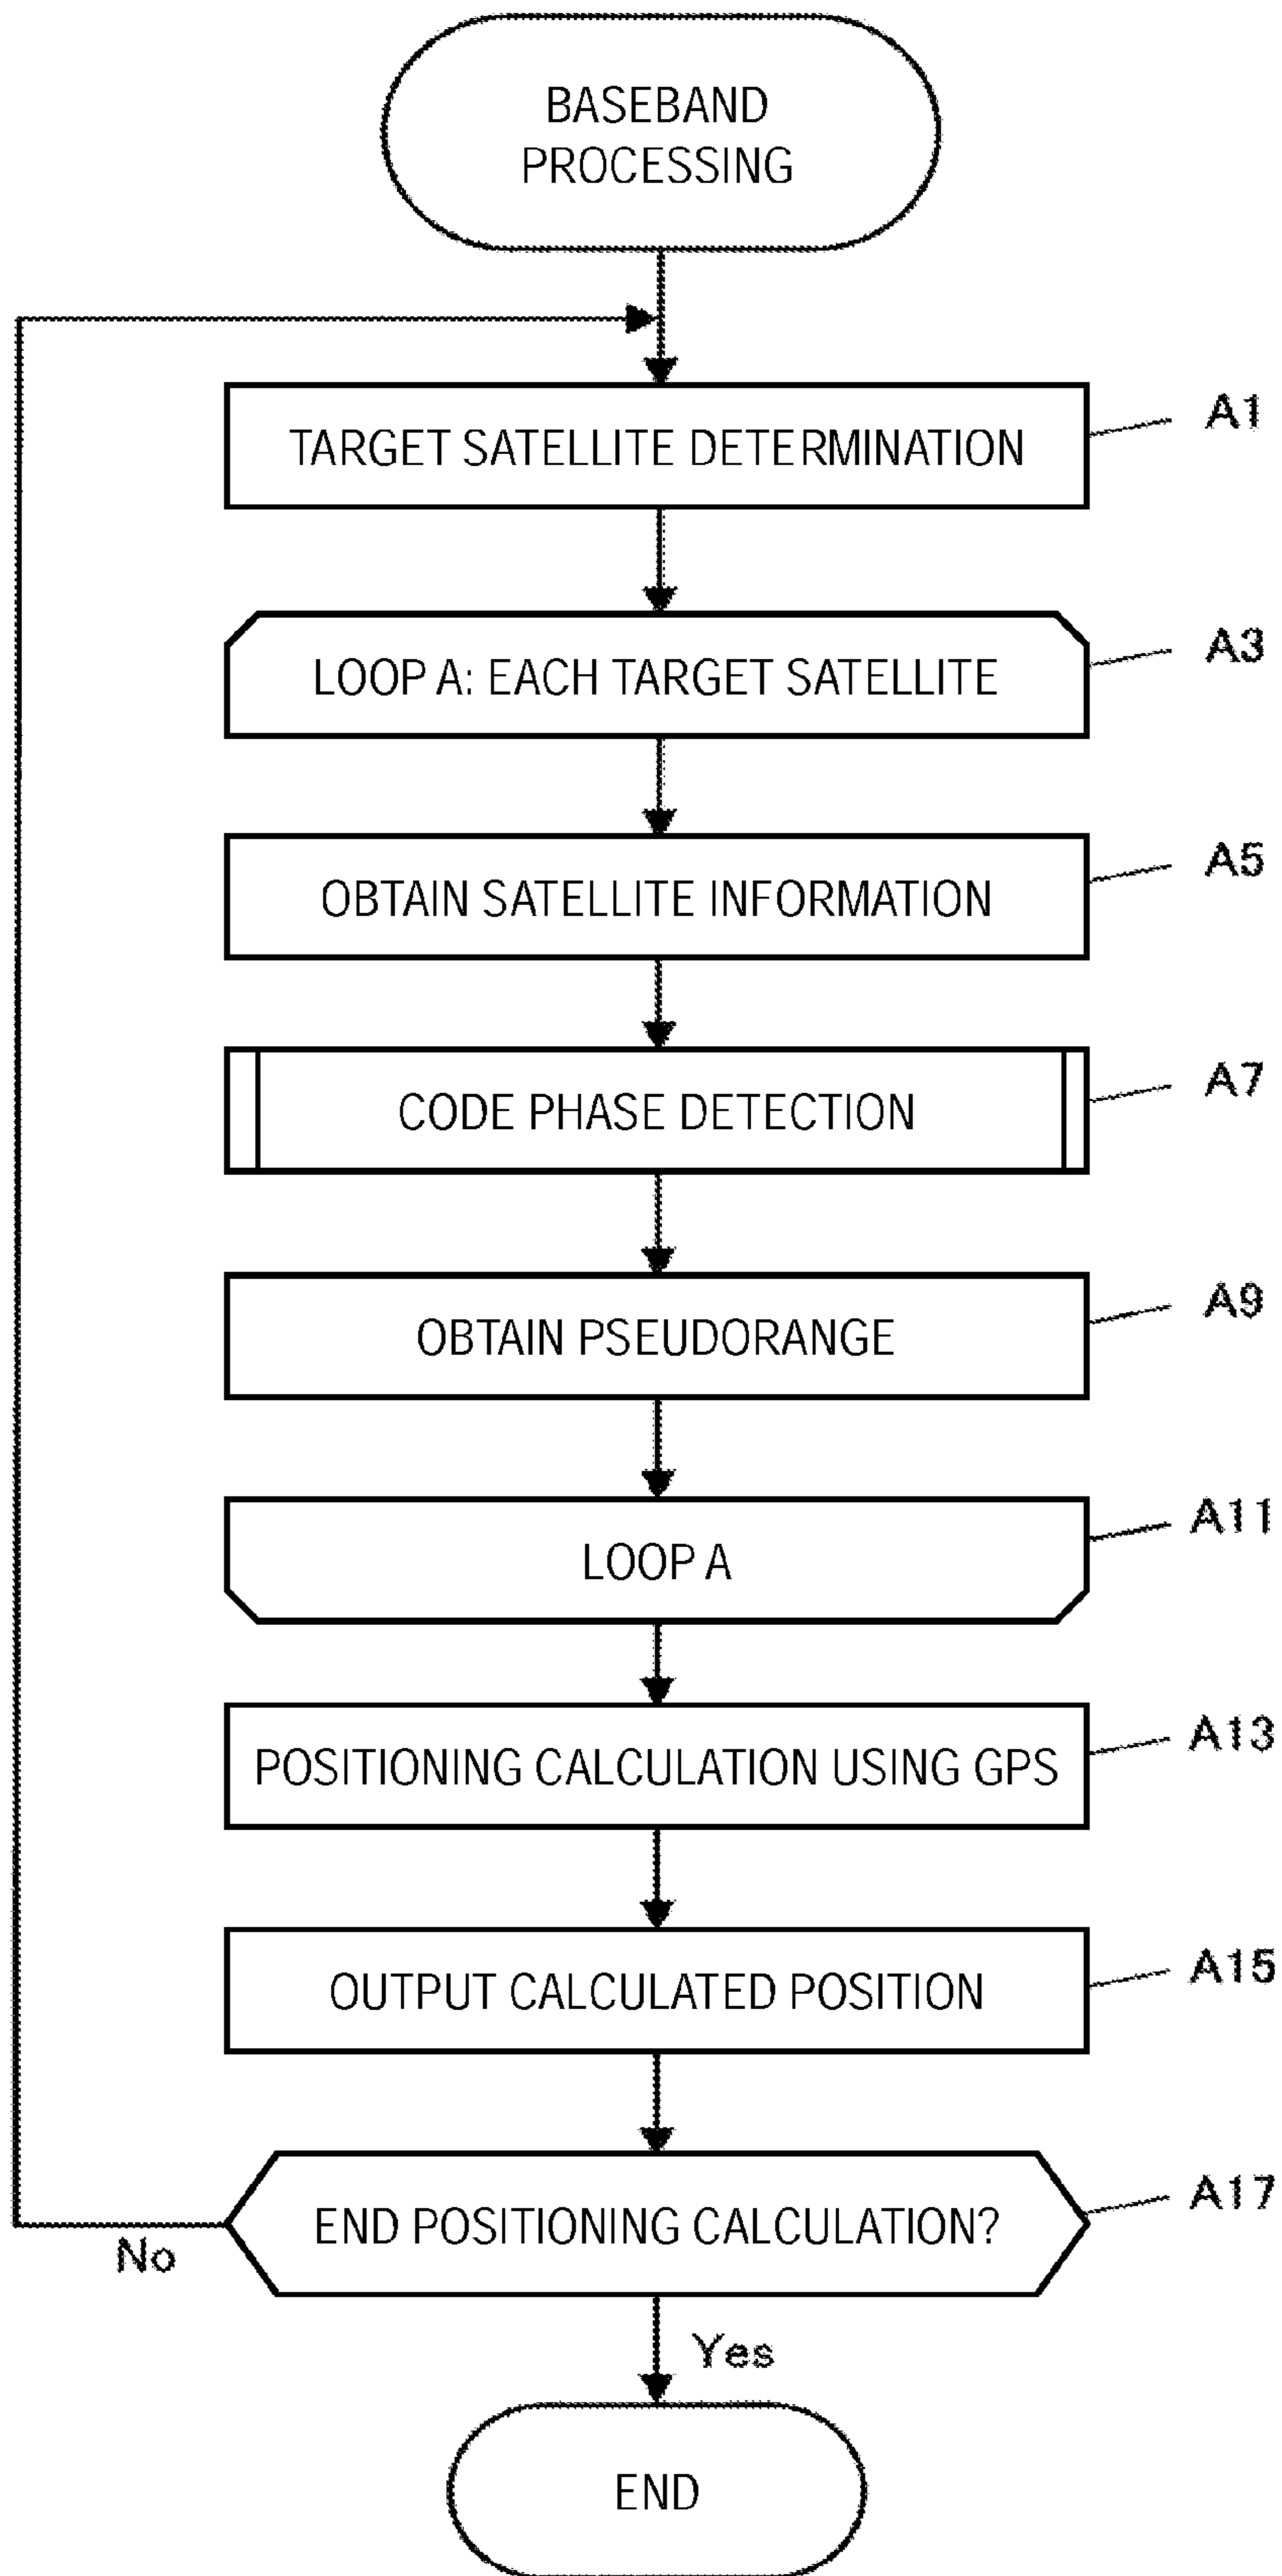 BASEBAND
PROCESSING
TARGET SATELLITE DETERMINATION
A1
LOOP A: EACH TARGET SATELLITE
A3
OBTAIN SATELLITE INFORMATION
A5
CODE PHASE DETECTION
A7
OBTAIN PSEUDORANGE
A9
LOOP A
A11
POSITIONING CALCULATION USING GPS
A13
OUTPUT CALCULATED POSITION
A15
END POSITIONING CALCULATION?
A17
No
Yes
END